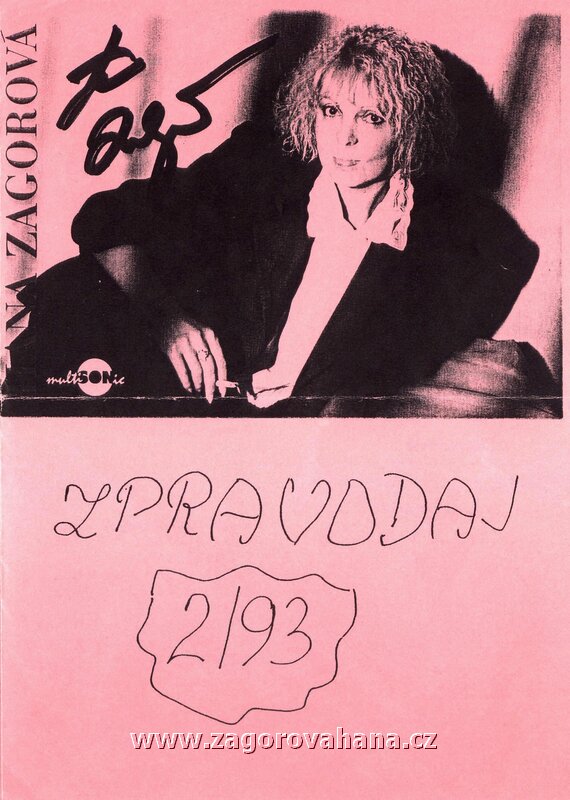 NA ZAGOROVÁ
multiSONic
ZPRAVODAJ
2/93
www.zagorovahana.cz